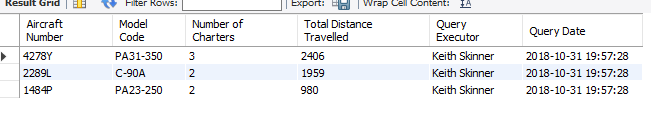 Result Grid Filter Rows: Export: Wrap Cell Content: IA
Aircraft Number Model Code Number of Charters Total Distance Travelled Query Executor Query Date
4278Y PA31-350 3 2406 Keith Skinner 2018-10-31 19:57:28
2289L C-90A 2 1959 Keith Skinner 2018-10-31 19:57:28
1484P PA23-250 2 980 Keith Skinner 2018-10-31 19:57:28